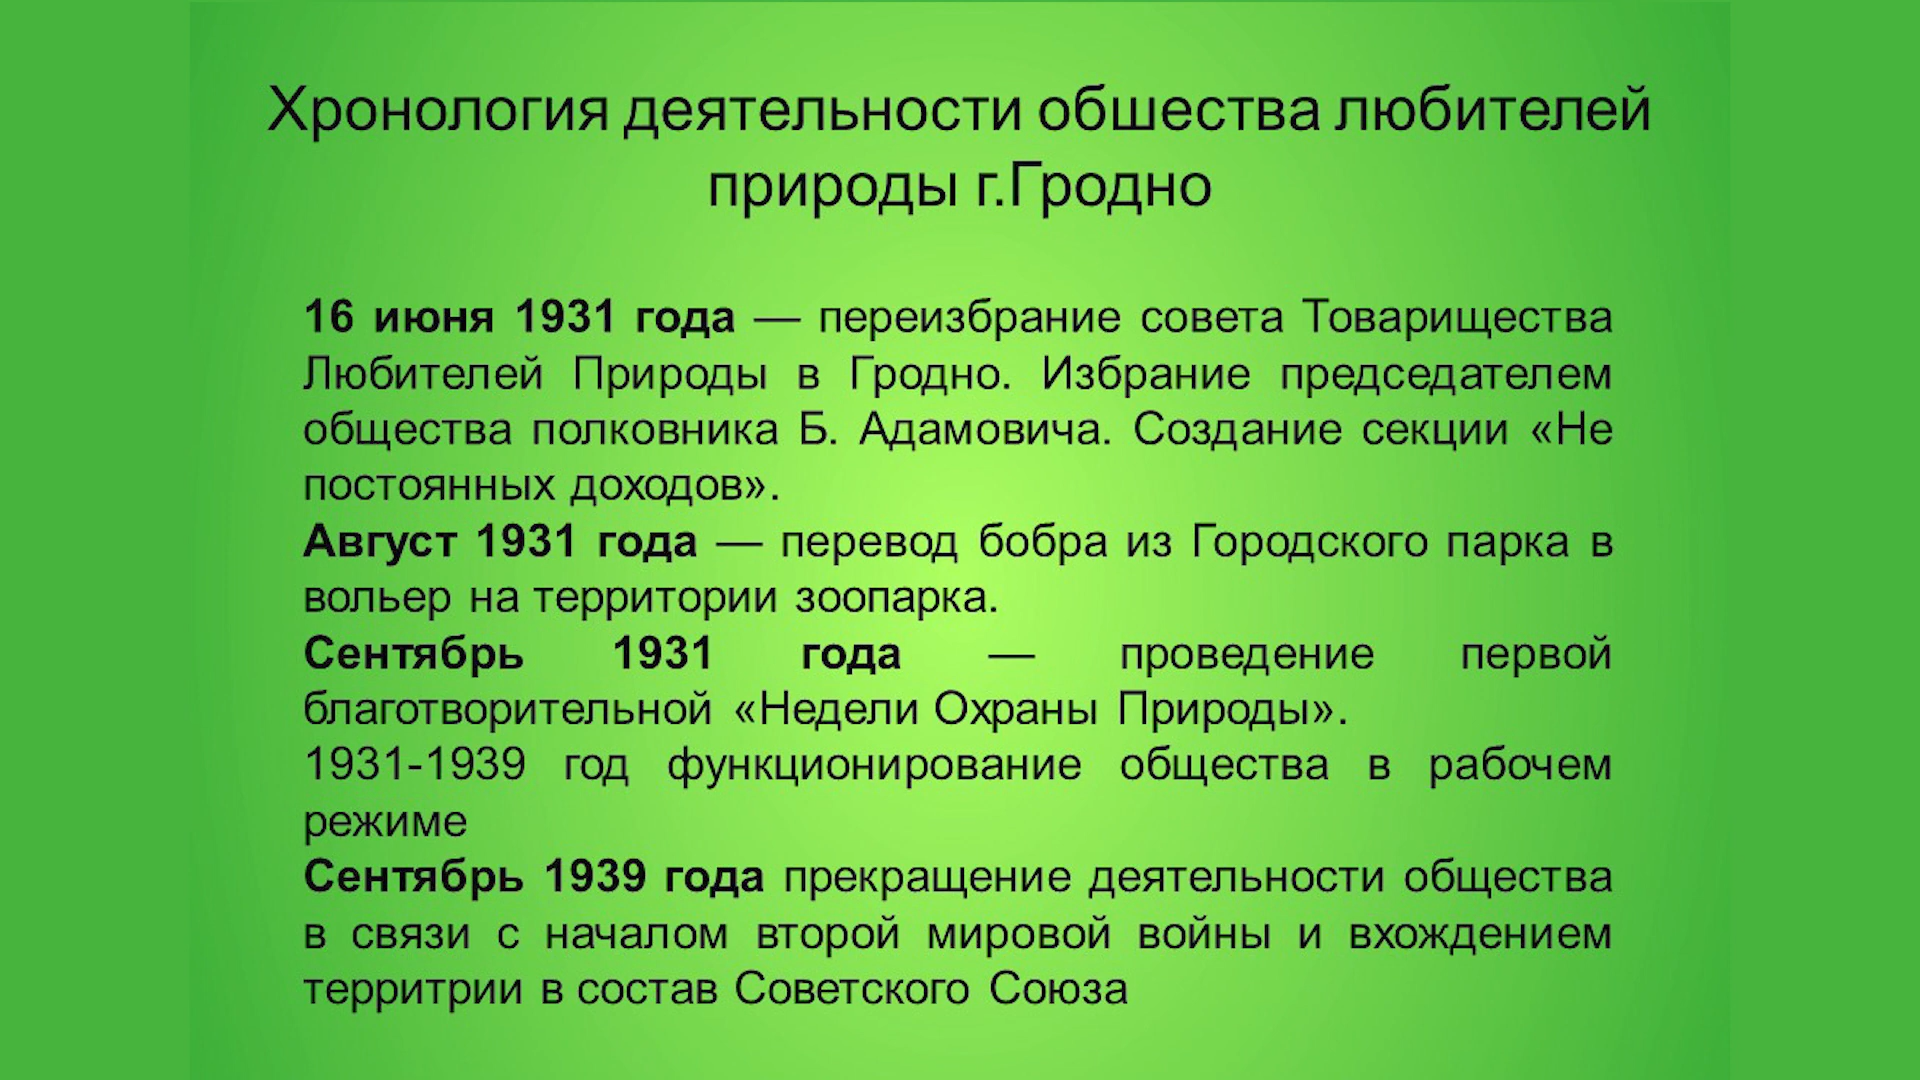 Хронология деятельности обшества любителей
природы г.Гродно
16 июня 1931 года — переизбрание совета Товарищества
Любителей Природы в Гродно. Избрание председателем
общества полковника Б. Адамовича. Создание секции «Не
постоянных доходов».
Август 1931 года — перевод бобра из Городского парка в
вольер на территории зоопарка.
Сентябрь 1931 года — проведение первой
благотворительной «Недели Охраны Природы».
1931-1939 год функционирование общества в рабочем
режиме
Сентябрь 1939 года прекращение деятельности общества
в связи с началом второй мировой войны и вхождением
территрии в состав Советского Союза